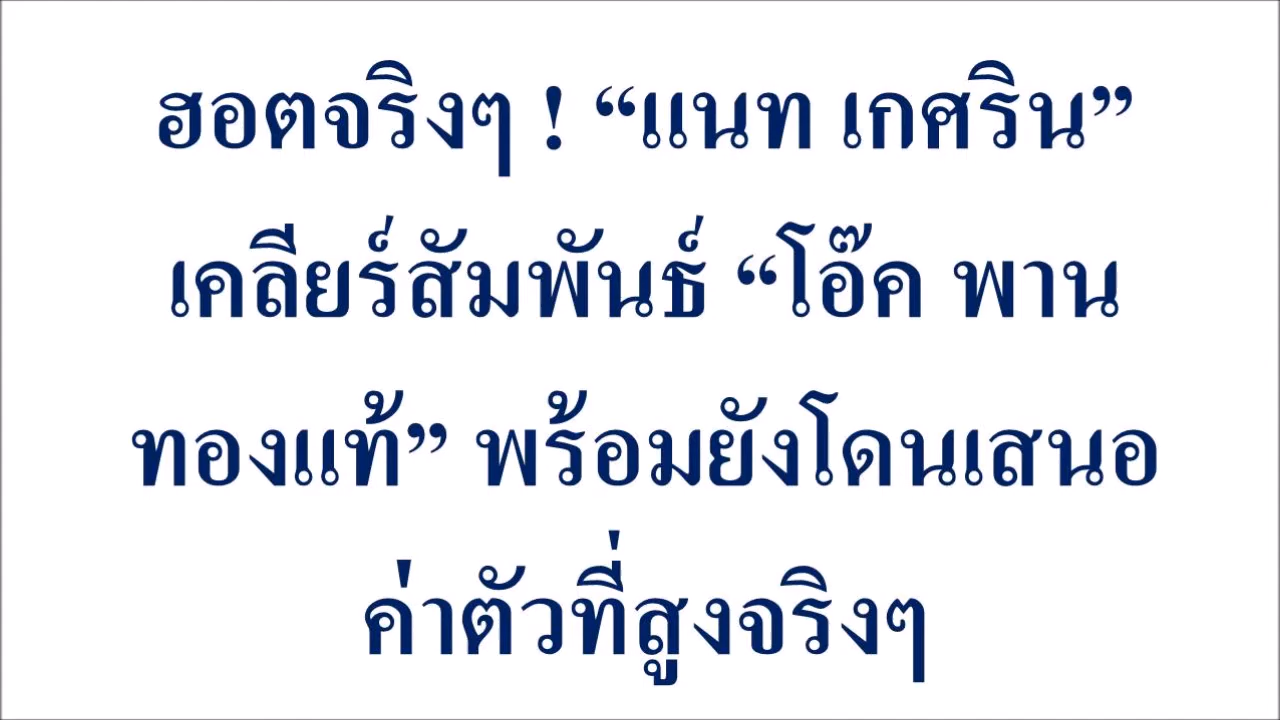 ฮอตจริงๆ ! “แนท เกศริน”
เคลียร์สัมพันธ์ “โอ๊ค พาน
ทองแท้” พร้อมยังโดนเสนอ
ค่าตัวที่สูงจริงๆ